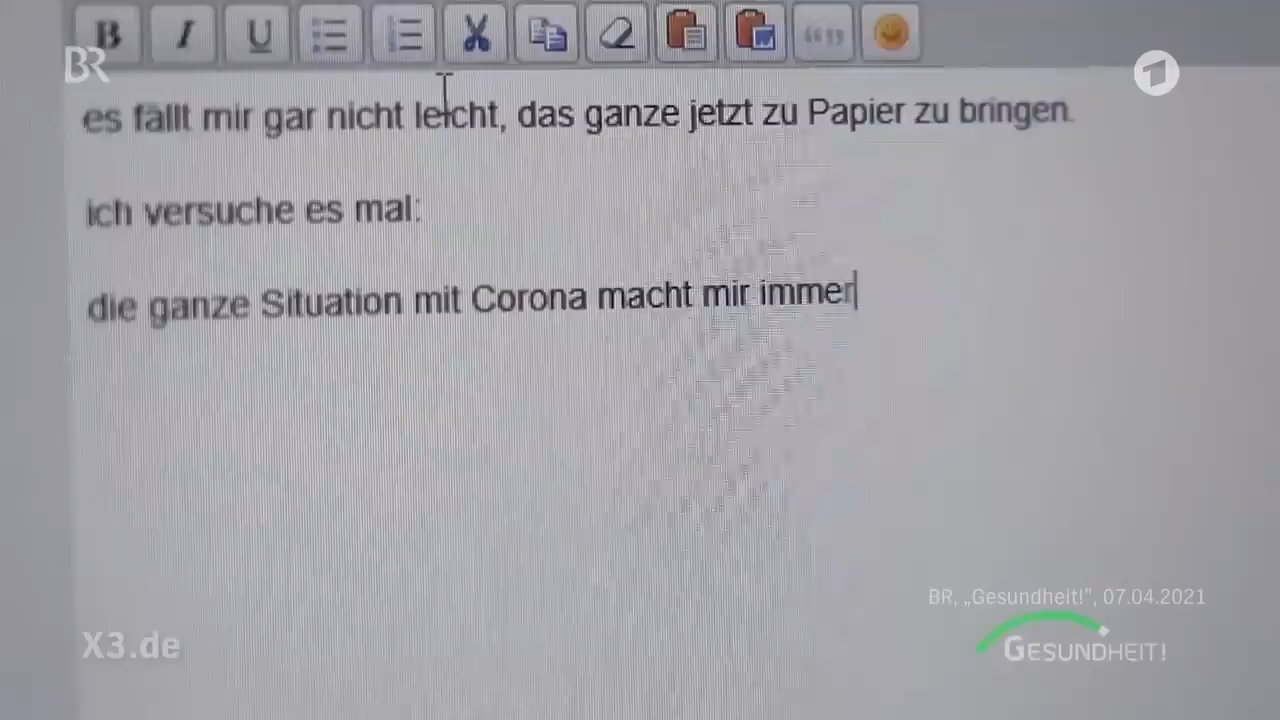 B I U
BR
1
es fällt mir gar nicht leicht, das ganze jetzt zu Papier zu bringen.
ich versuche es mal:
die ganze Situation mit Corona macht mir immer
BR, „Gesundheit!", 07.04.2021
X3.de
GESUNDHEIT!